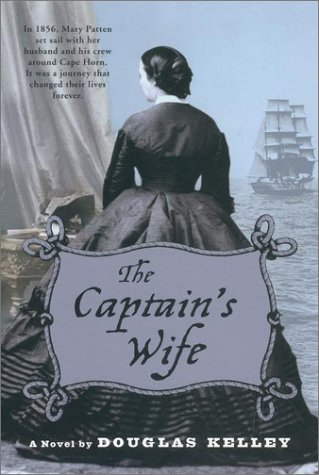 In 1856, Mary Patten
set sail with her
husband and his crew
around Cape Horn.
It was a journey that
changed their lives
forever.
The
Captain's
Wife
A Novel by DOUGLAS KELLEY